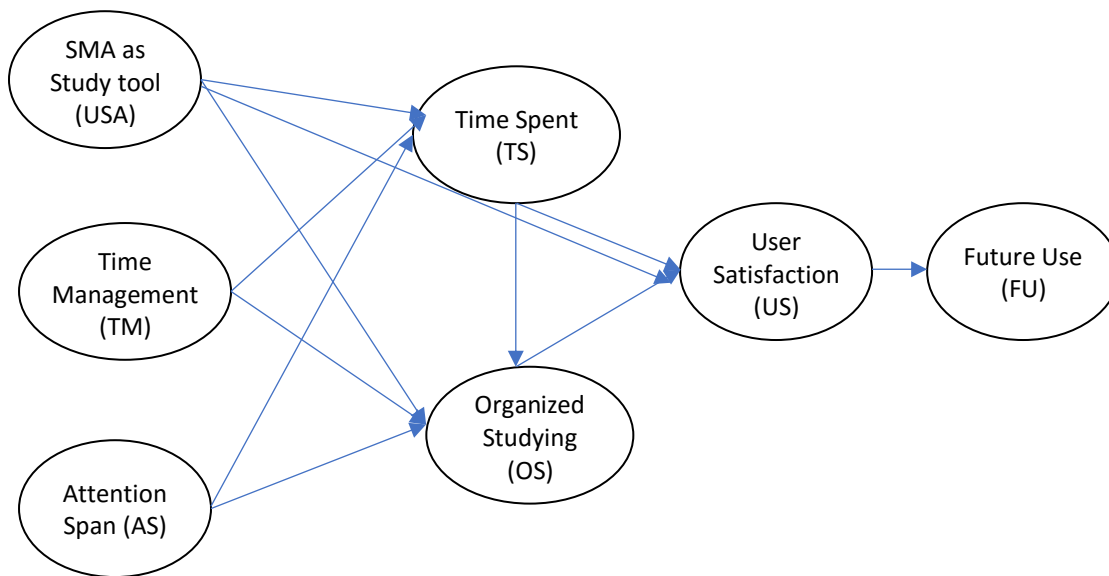 SMA as
Study tool
(USA)
Time Spent
(TS)
Time
Management
(TM)
User
Satisfaction
(US)
Future Use
(FU)
Organized
Studying
(OS)
Attention
Span (AS)